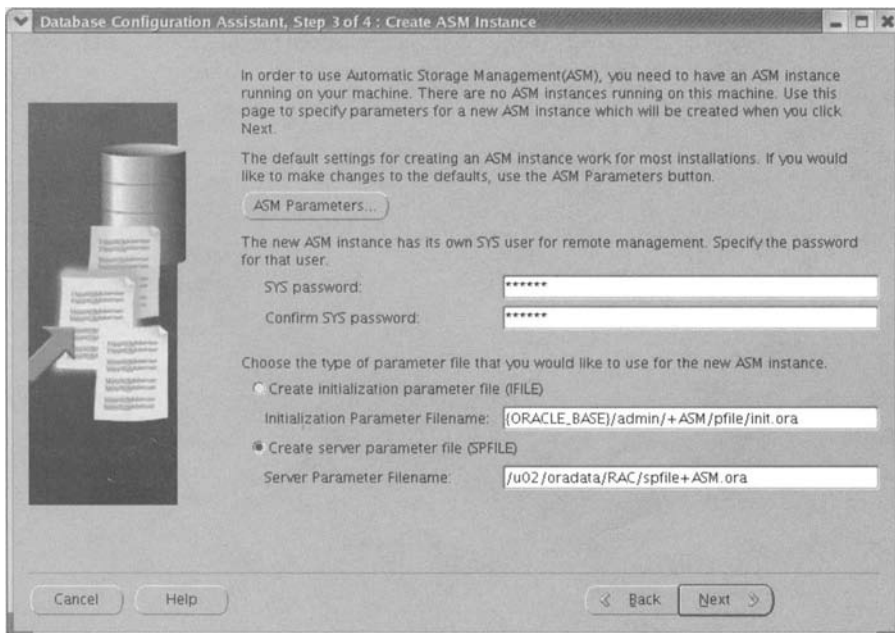 Database Configuration Assistant, Step 3 of 4 : Create ASM Instance
In order to use Automatic Storage Management(ASM), you need to have an ASM instance
running on your machine. There are no ASM instances running on this machine. Use this
page to specify parameters for a new ASM instance which will be created when you click
Next.
The default settings for creating an ASM instance work for most installations. If you would
like to make changes to the defaults, use the ASM Parameters button.
ASM Parameters...
The new ASM instance has its own SYS user for remote management. Specify the password
for that user.
SYS password: ******
Confirm SYS password: ******
Choose the type of parameter file that you would like to use for the new ASM instance.
Create initialization parameter file (IFILE)
Initialization Parameter Filename: {ORACLE_BASE}/admin/+ASM/pfile/init.ora
Create server parameter file (SPFILE)
Server Parameter Filename: /u02/oradata/RAC/spfile+ASM.ora
Cancel Help Back Next